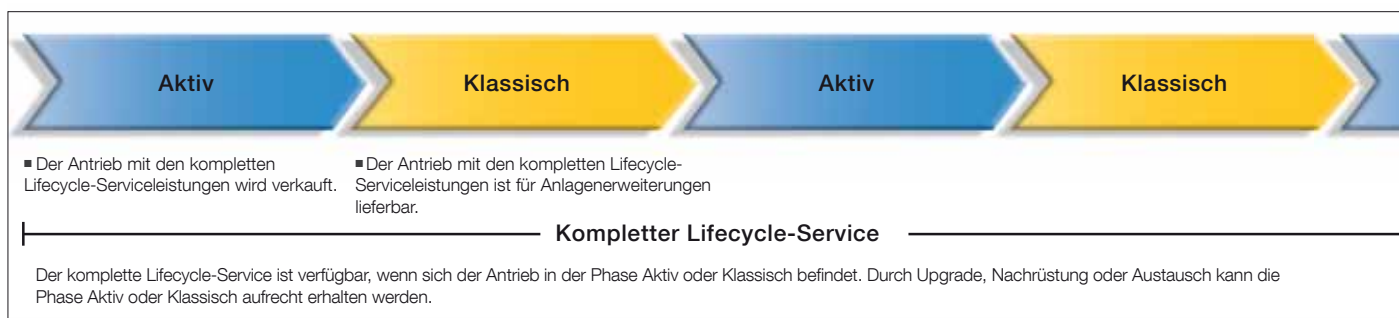 Aktiv Klassisch Aktiv Klassisch
■ Der Antrieb mit den kompletten
Lifecycle-Serviceleistungen wird verkauft.
■ Der Antrieb mit den kompletten Lifecycle-
Serviceleistungen ist für Anlagenerweiterungen
lieferbar.
Kompletter Lifecycle-Service
Der komplette Lifecycle-Service ist verfügbar, wenn sich der Antrieb in der Phase Aktiv oder Klassisch befindet. Durch Upgrade, Nachrüstung oder Austausch kann die
Phase Aktiv oder Klassisch aufrecht erhalten werden.